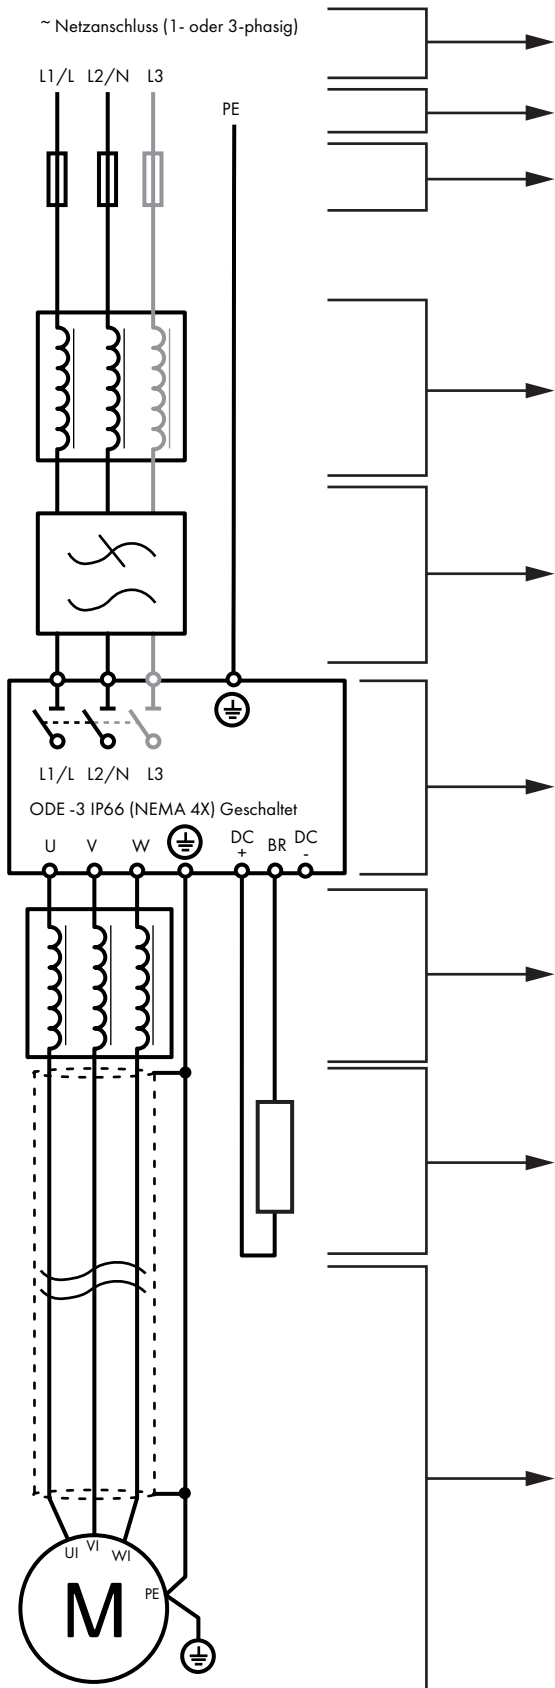 ~ Netzanschluss (1- oder 3-phasig)
L1/L L2/N L3
PE
L1/L L2/N L3
ODE -3 IP66 (NEMA 4X) Geschaltet
U V W DC + BR DC -
UI VI WI
PE
M